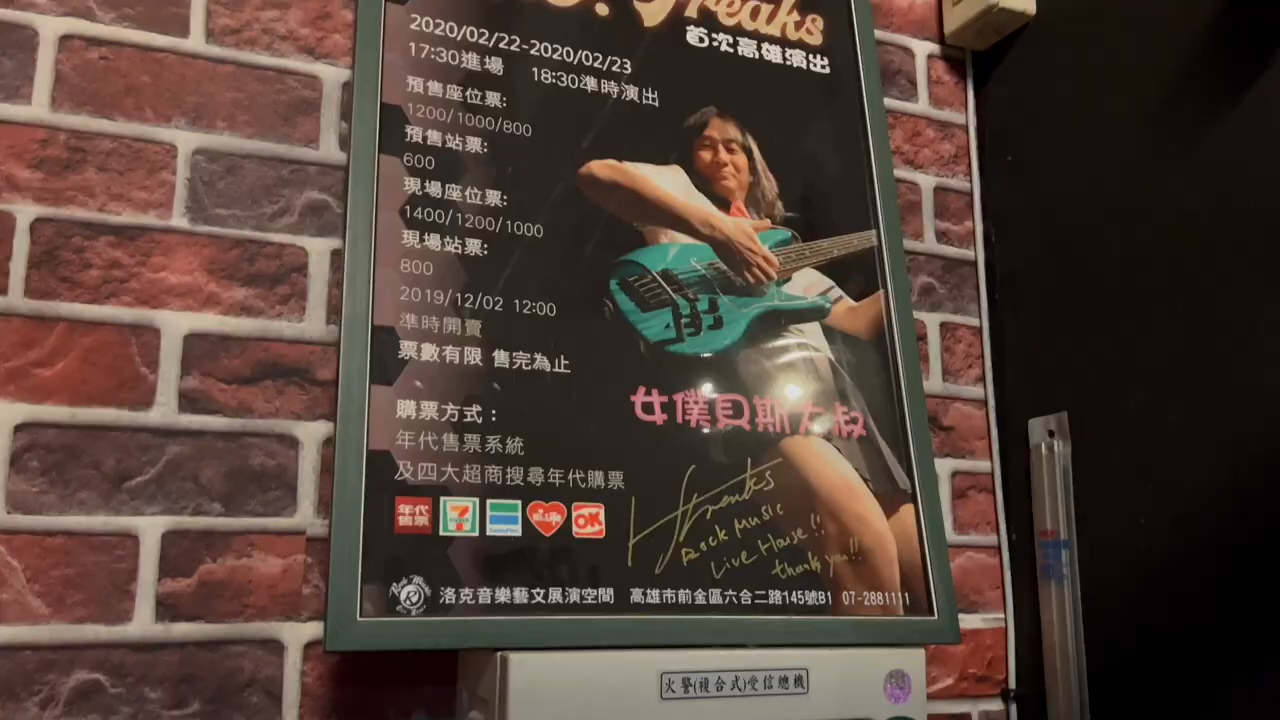 Freaks
首次高雄演出
2020/02/22-2020/02/23
17:30進場 18:30準時演出
預售座位票:
1200/1000/800
預售站票:
600
現場座位票:
1400/1200/1000
現場站票:
800
2019/12/02 12:00
準時開賣
票數有限 售完為止
購票方式:
年代售票系統
及四大超商搜尋年代購票
年代
售票
7
FamilyMart
Hi-Life
OK
女僕貝斯大叔
Rock Music
Live House!!
thank you!!
洛克音樂藝文展演空間 高雄市前金區六合二路145號B1 07-2881111
火警(複合式)受信總機